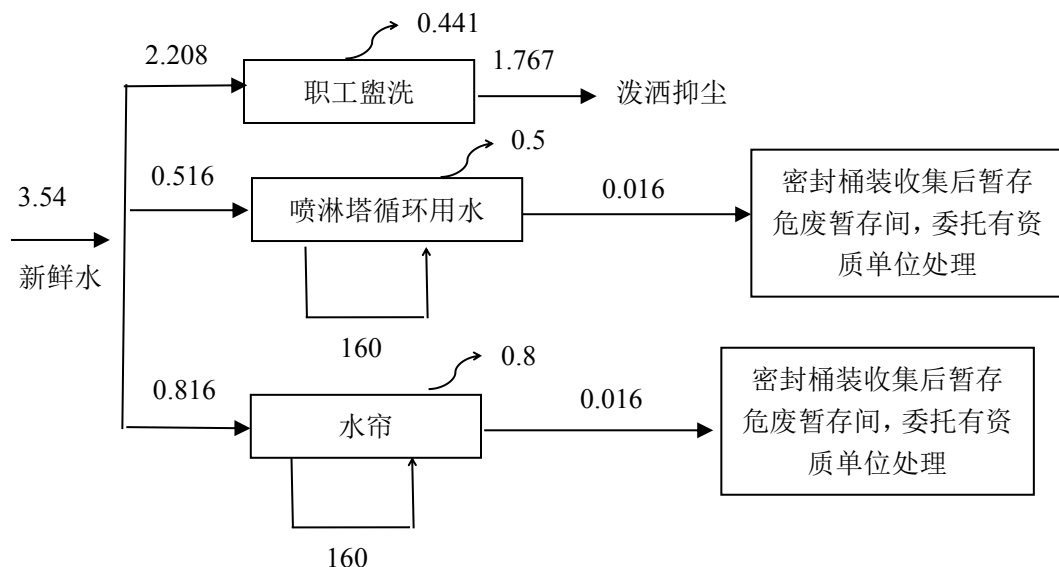 0.441
2.208
1.767
职工盥洗
泼洒抑尘
0.5
0.516
0.016
喷淋塔循环用水
密封桶装收集后暂存
危废暂存间，委托有资
质单位处理
3.54
新鲜水
160
0.8
0.816
0.016
水帘
密封桶装收集后暂存
危废暂存间，委托有资
质单位处理
160